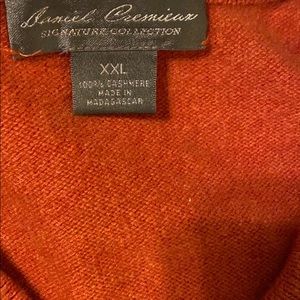 Daniel Cremieux
SIGNATURE COLLECTION
XXL
100% CASHMERE
MADE IN
MADAGASCAR